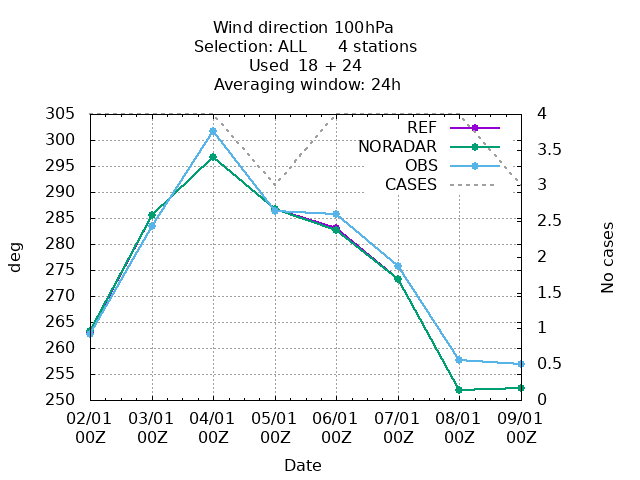 Wind direction 100hPa
Selection: ALL 4 stations
Used 18 + 24
Averaging window: 24h
305
300
295
290
285
280
275
270
265
260
255
250
deg
4
3.5
3
2.5
2
1.5
1
0.5
0
No cases
REF
NORADAR
OBS
CASES
02/01 03/01 04/01 05/01 06/01 07/01 08/01 09/01
00Z 00Z 00Z 00Z 00Z 00Z 00Z 00Z
Date